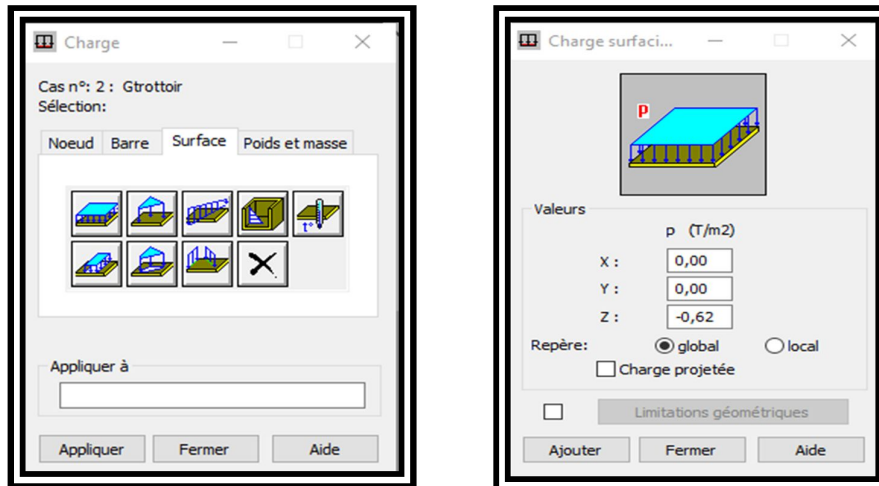 Charge
Cas n°: 2 : Gtrottoir
Sélection:
Noeud Barre Surface Poids et masse
t°
Appliquer à
Appliquer Fermer Aide
Charge surfaci...
p
Valeurs
p (T/m2)
X : 0,00
Y : 0,00
Z : -0,62
Repère: global local
Charge projetée
Limitations géométriques
Ajouter Fermer Aide